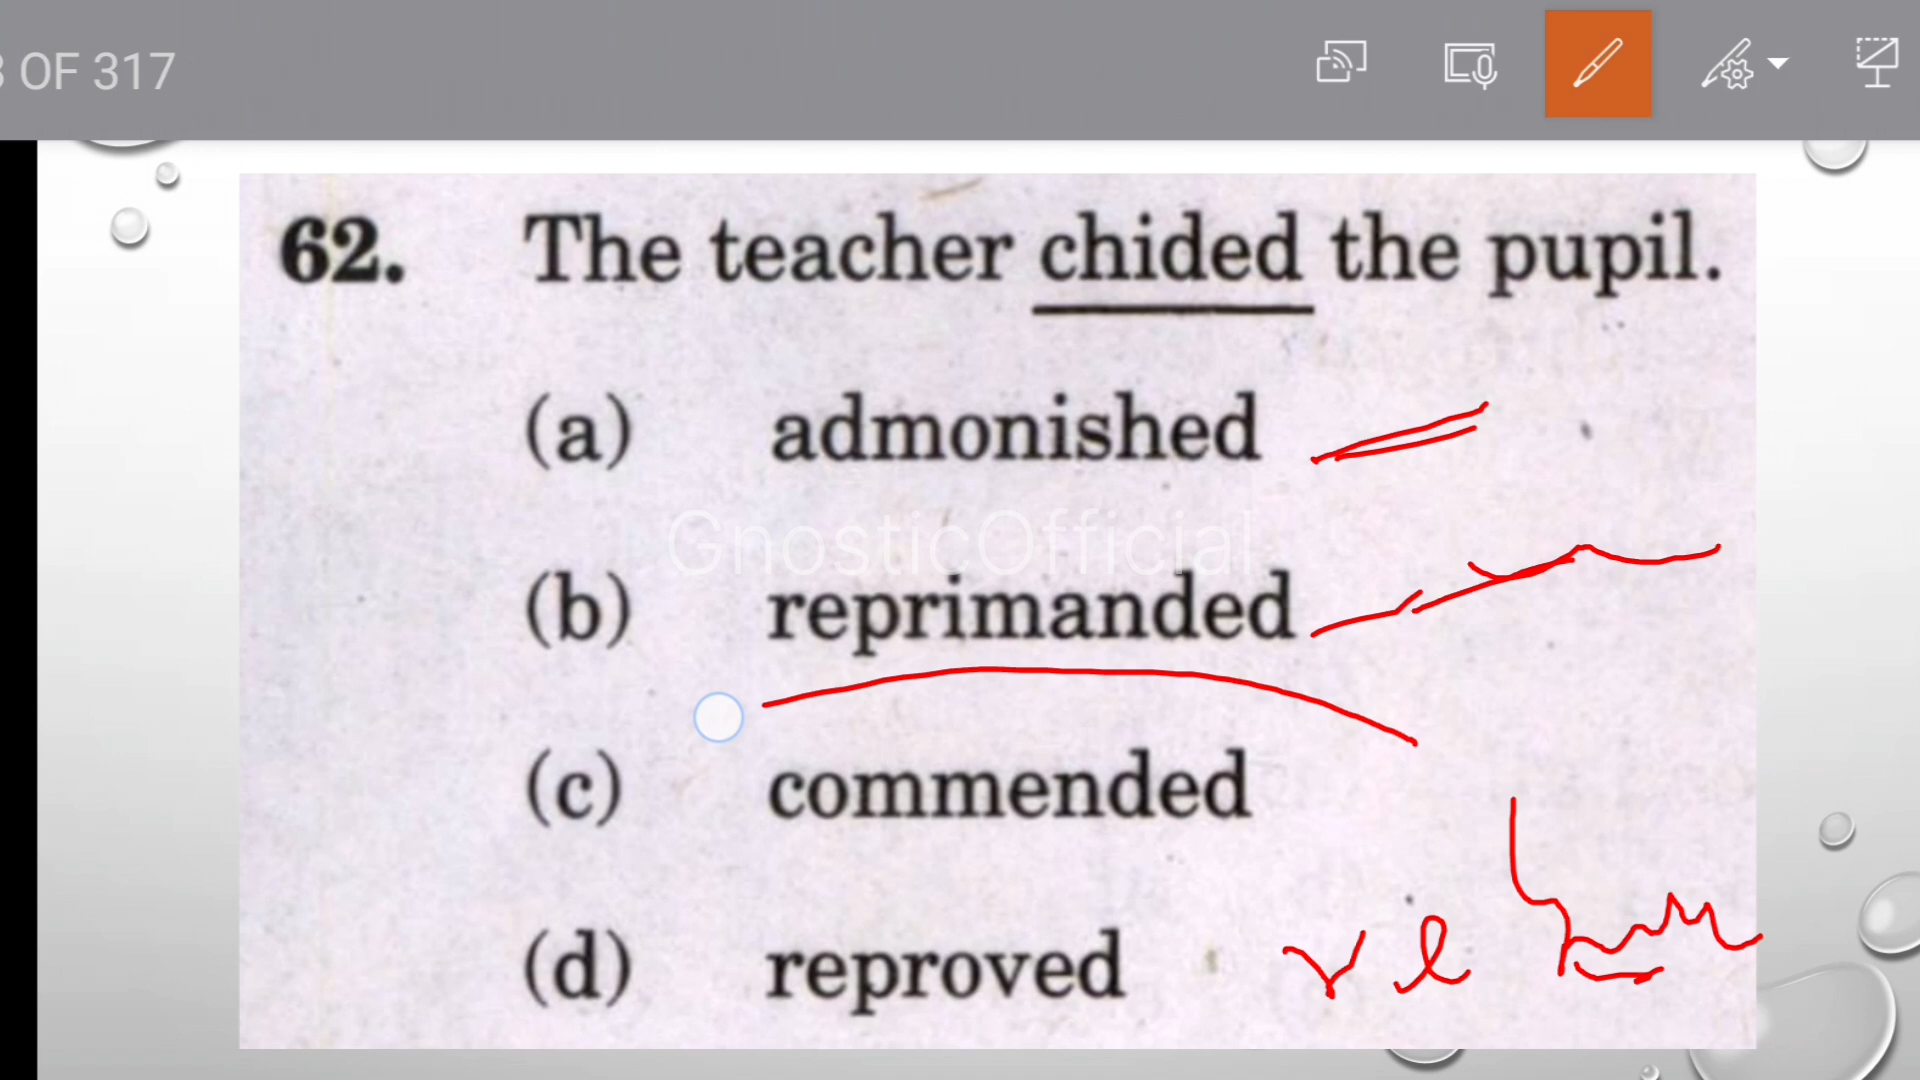 OF 317
62. The teacher chided the pupil.
(a) admonished
GnosticOfficial
(b) reprimanded
(c) commended
(d) reproved